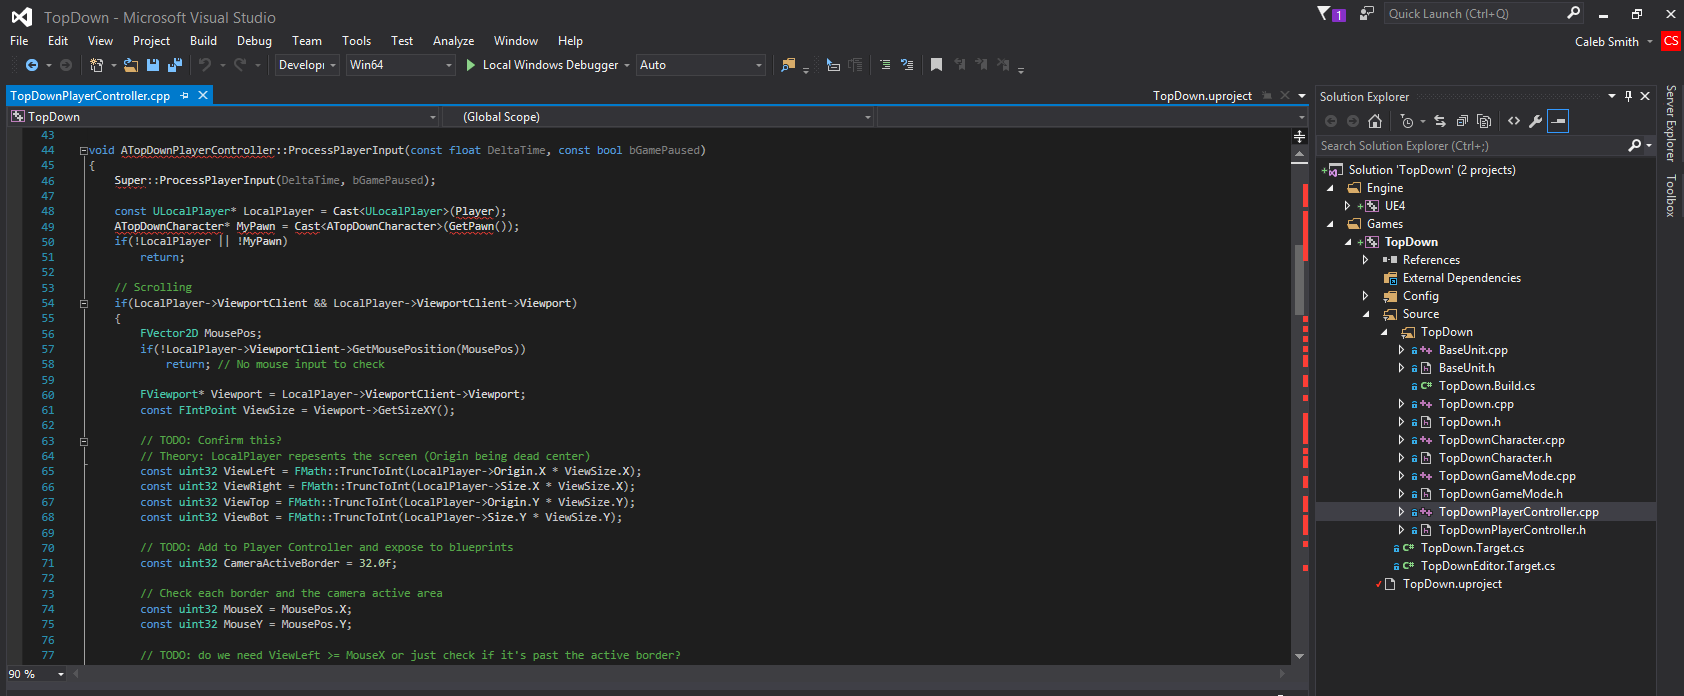 TopDown - Microsoft Visual Studio
1
Quick Launch (Ctrl+Q)
File Edit View Project Build Debug Team Tools Test Analyze Window Help
Caleb Smith CS
Develop Win64 Local Windows Debugger Auto
TopDownPlayerController.cpp
TopDown.uproject
TopDown (Global Scope)
43
44 void ATopDownPlayerController::ProcessPlayerInput(const float DeltaTime, const bool bGamePaused)
45 {
46 Super::ProcessPlayerInput(DeltaTime, bGamePaused);
47
48 const ULocalPlayer* LocalPlayer = Cast<ULocalPlayer>(Player);
49 ATopDownCharacter* MyPawn = Cast<ATopDownCharacter>(GetPawn());
50 if(!LocalPlayer || !MyPawn)
51 return;
52
53 // Scrolling
54 if(LocalPlayer->ViewportClient && LocalPlayer->ViewportClient->Viewport)
55 {
56 FVector2D MousePos;
57 if(!LocalPlayer->ViewportClient->GetMousePosition(MousePos))
58 return; // No mouse input to check
59
60 FViewport* Viewport = LocalPlayer->ViewportClient->Viewport;
61 const FIntPoint ViewSize = Viewport->GetSizeXY();
62
63 // TODO: Confirm this?
64 // Theory: LocalPlayer repesents the screen (Origin being dead center)
65 const uint32 ViewLeft = FMath::TruncToInt(LocalPlayer->Origin.X * ViewSize.X);
66 const uint32 ViewRight = FMath::TruncToInt(LocalPlayer->Size.X * ViewSize.X);
67 const uint32 ViewTop = FMath::TruncToInt(LocalPlayer->Origin.Y * ViewSize.Y);
68 const uint32 ViewBot = FMath::TruncToInt(LocalPlayer->Size.Y * ViewSize.Y);
69
70 // TODO: Add to Player Controller and expose to blueprints
71 const uint32 CameraActiveBorder = 32.0f;
72
73 // Check each border and the camera active area
74 const uint32 MouseX = MousePos.X;
75 const uint32 MouseY = MousePos.Y;
76
77 // TODO: do we need ViewLeft >= MouseX or just check if it's past the active border?
90 %
Solution Explorer
Search Solution Explorer (Ctrl+;)
Solution 'TopDown' (2 projects)
Engine
UE4
Games
TopDown
References
External Dependencies
Config
Source
TopDown
BaseUnit.cpp
BaseUnit.h
C# TopDown.Build.cs
TopDown.cpp
TopDown.h
TopDownCharacter.cpp
TopDownCharacter.h
TopDownGameMode.cpp
TopDownGameMode.h
TopDownPlayerController.cpp
TopDownPlayerController.h
C# TopDown.Target.cs
C# TopDownEditor.Target.cs
TopDown.uproject
Server Explorer
Toolbox